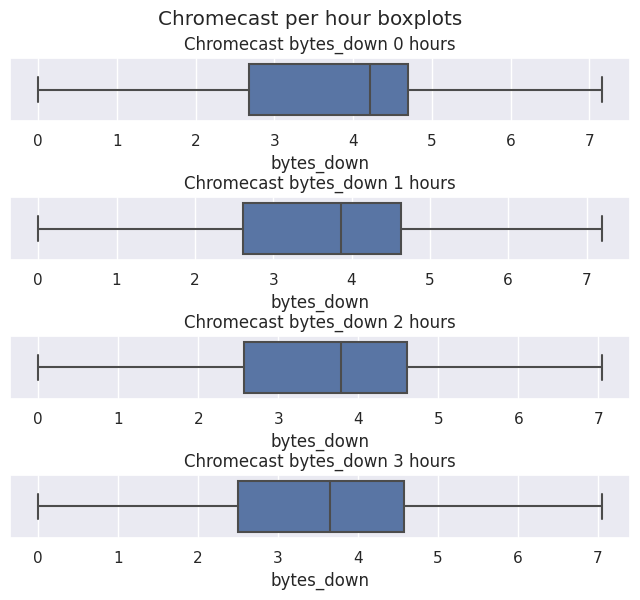 Chromecast per hour boxplots
Chromecast bytes_down 0 hours
0 1 2 3 4 5 6 7
bytes_down
Chromecast bytes_down 1 hours
0 1 2 3 4 5 6 7
bytes_down
Chromecast bytes_down 2 hours
0 1 2 3 4 5 6 7
bytes_down
Chromecast bytes_down 3 hours
0 1 2 3 4 5 6 7
bytes_down